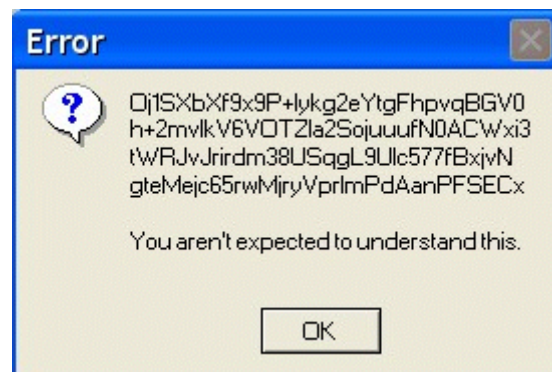 Error
Oj1SXbXf9x9P+lykg2eYtgFhpvqBGV0
h+2mvlkV6VOTZla2SojuuufN0ACWxi3
tWRJvJrirdm38USqgL9Ulc577fBxjvN
gteMejc65rwMjryVprlmPdAanPFSECx
You aren't expected to understand this.
OK